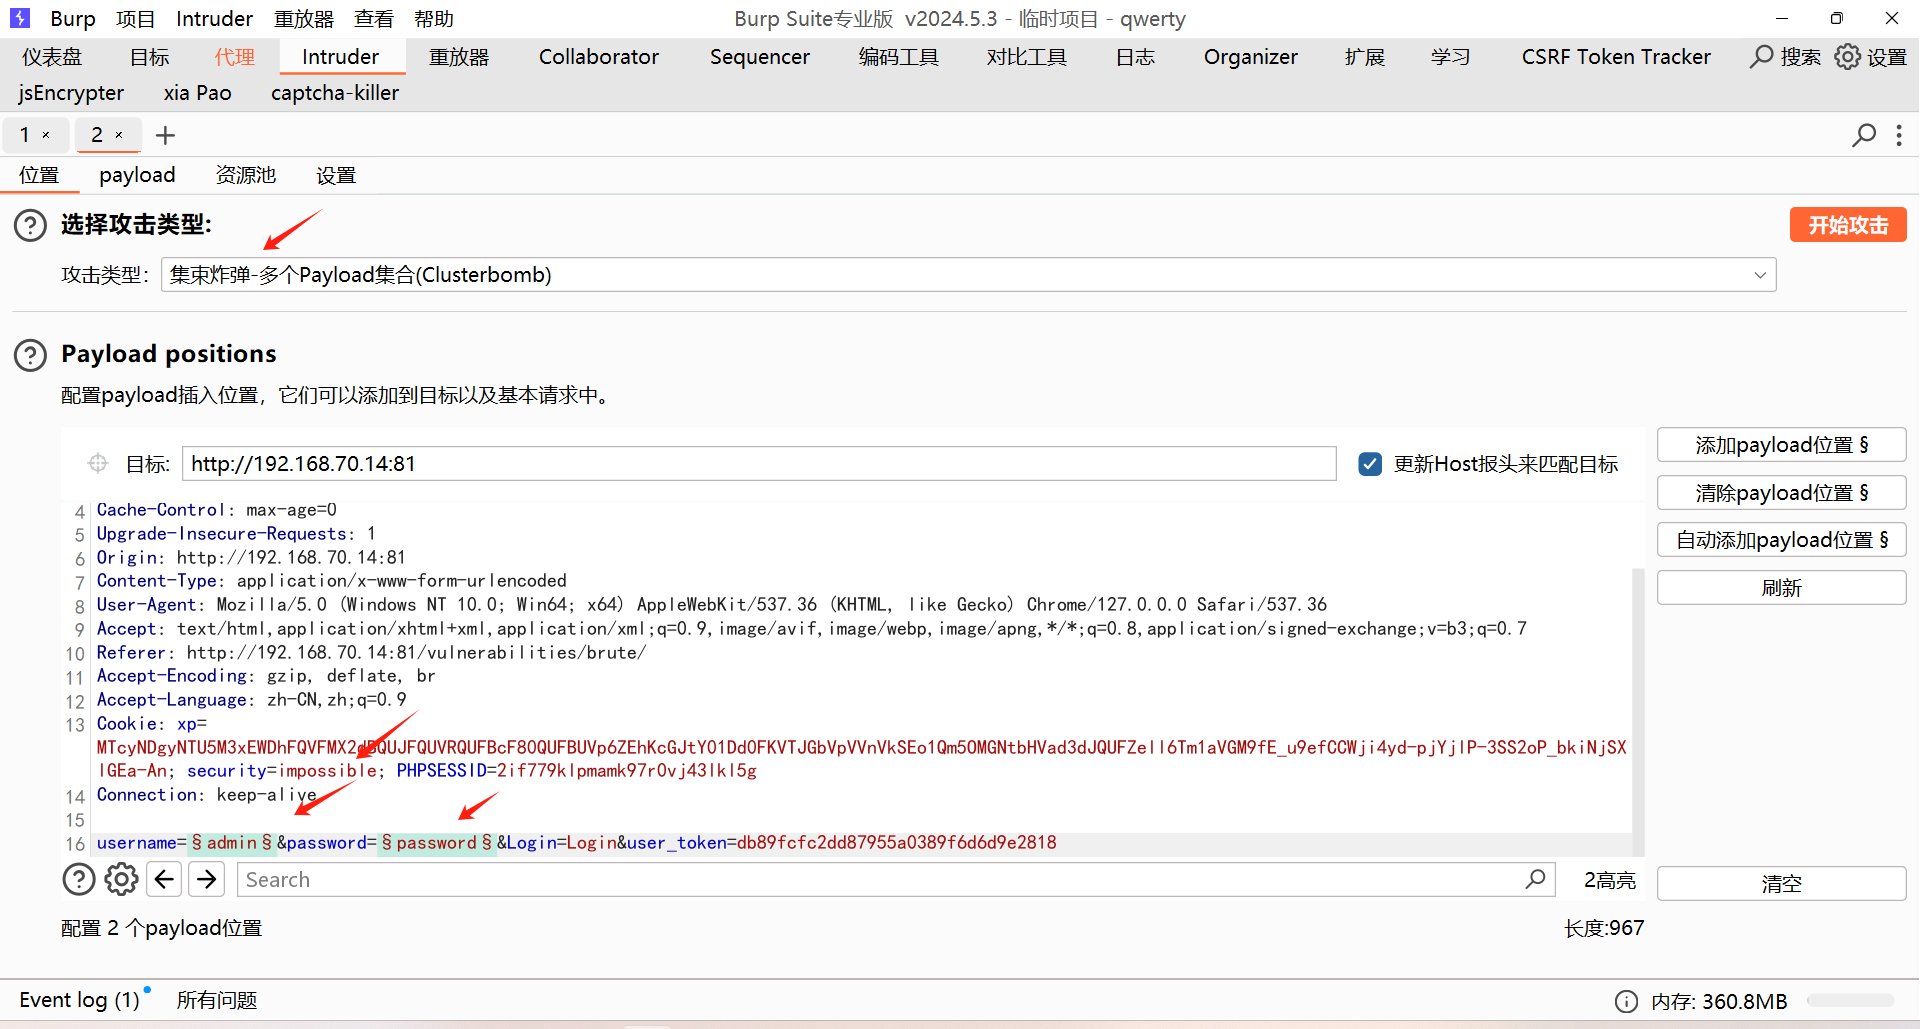 Burp 项目 Intruder 重放器 查看 帮助 Burp Suite专业版 v2024.5.3 - 临时项目 - qwerty
仪表盘 目标 代理 Intruder 重放器 Collaborator Sequencer 编码工具 对比工具 日志 Organizer 扩展 学习 CSRF Token Tracker 搜索 设置
jsEncrypter xia Pao captcha-killer
1 × 2 × +
位置 payload 资源池 设置
选择攻击类型: 开始攻击
攻击类型: 集束炸弹-多个Payload集合(Clusterbomb)
Payload positions
配置payload插入位置，它们可以添加到目标以及基本请求中。
目标: http://192.168.70.14:81 更新Host报头来匹配目标
添加payload位置 §
清除payload位置 §
自动添加payload位置 §
刷新
4 Cache-Control: max-age=0
5 Upgrade-Insecure-Requests: 1
6 Origin: http://192.168.70.14:81
7 Content-Type: application/x-www-form-urlencoded
8 User-Agent: Mozilla/5.0 (Windows NT 10.0; Win64; x64) AppleWebKit/537.36 (KHTML, like Gecko) Chrome/127.0.0.0 Safari/537.36
9 Accept: text/html,application/xhtml+xml,application/xml;q=0.9,image/avif,image/webp,image/apng,*/*;q=0.8,application/signed-exchange;v=b3;q=0.7
10 Referer: http://192.168.70.14:81/vulnerabilities/brute/
11 Accept-Encoding: gzip, deflate, br
12 Accept-Language: zh-CN,zh;q=0.9
13 Cookie: xp=
lGEa-An; security=impossible; PHPSESSID=2if779klpmamk97r0vj43lkl5g
14 Connection: keep-alive
15
16 username=§admin§&password=§password§&Login=Login&user_token=db89fcfc2dd87955a0389f6d6d9e2818
Search 2高亮 清空
配置 2 个payload位置 长度:967
Event log (1) 所有问题 内存: 360.8MB